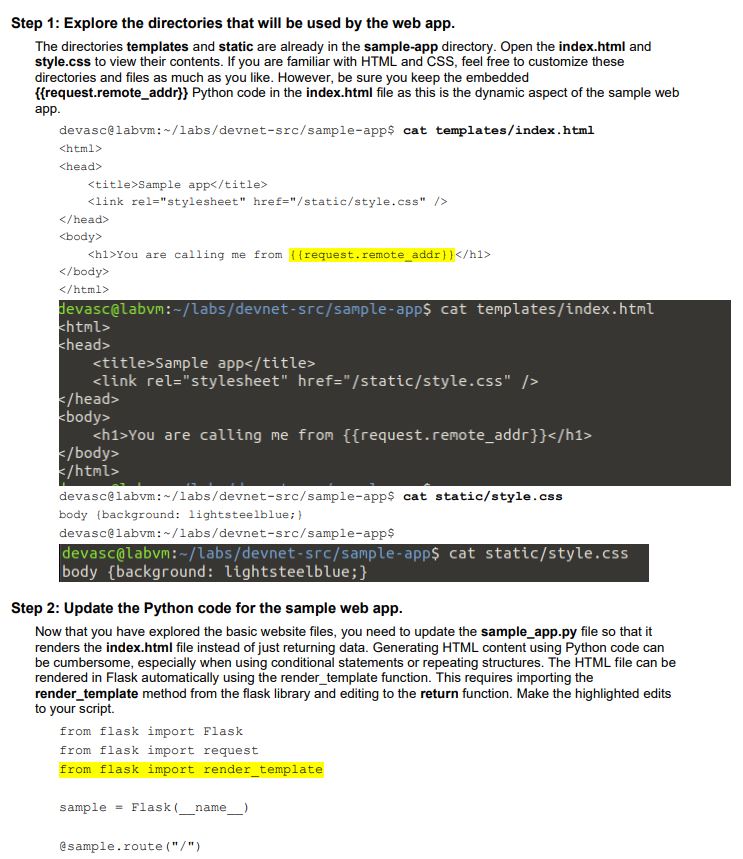 Step 1: Explore the directories that will be used by the web app.
The directories templates and static are already in the sample-app directory. Open the index.html and
style.css to view their contents. If you are familiar with HTML and CSS, feel free to customize these
directories and files as much as you like. However, be sure you keep the embedded
{{request.remote_addr}} Python code in the index.html file as this is the dynamic aspect of the sample web
app.
devasc@labvm:~/labs/devnet-src/sample-app$ cat templates/index.html
<html>
<head>
    <title>Sample app</title>
    <link rel="stylesheet" href="/static/style.css" />
</head>
<body>
    <h1>You are calling me from {{request.remote_addr}}</h1>
</body>
</html>
devasc@labvm:~/labs/devnet-src/sample-app$ cat templates/index.html
<html>
<head>
    <title>Sample app</title>
    <link rel="stylesheet" href="/static/style.css" />
</head>
<body>
    <h1>You are calling me from {{request.remote_addr}}</h1>
</body>
</html>
devasc@labvm:~/labs/devnet-src/sample-app$ cat static/style.css
body {background: lightsteelblue;}
devasc@labvm:~/labs/devnet-src/sample-app$
devasc@labvm:~/labs/devnet-src/sample-app$ cat static/style.css
body {background: lightsteelblue;}
Step 2: Update the Python code for the sample web app.
Now that you have explored the basic website files, you need to update the sample_app.py file so that it
renders the index.html file instead of just returning data. Generating HTML content using Python code can
be cumbersome, especially when using conditional statements or repeating structures. The HTML file can be
rendered in Flask automatically using the render_template function. This requires importing the
render_template method from the flask library and editing to the return function. Make the highlighted edits
to your script.
from flask import Flask
from flask import request
from flask import render_template
sample = Flask(__name__)
@sample.route("/")